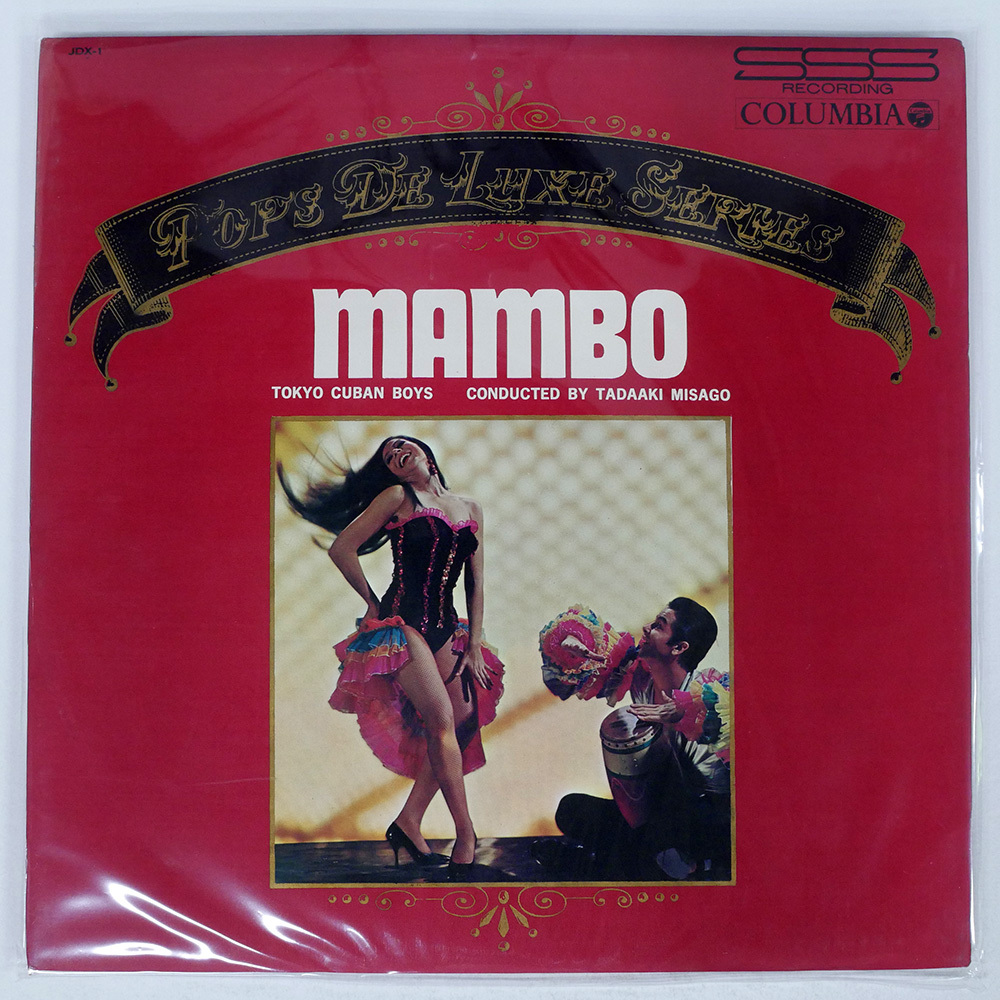 JDX-1
SSS
RECORDING
COLUMBIA
POPS DE LUXE SERIES
MAMBO
TOKYO CUBAN BOYS CONDUCTED BY TADAAKI MISAGO